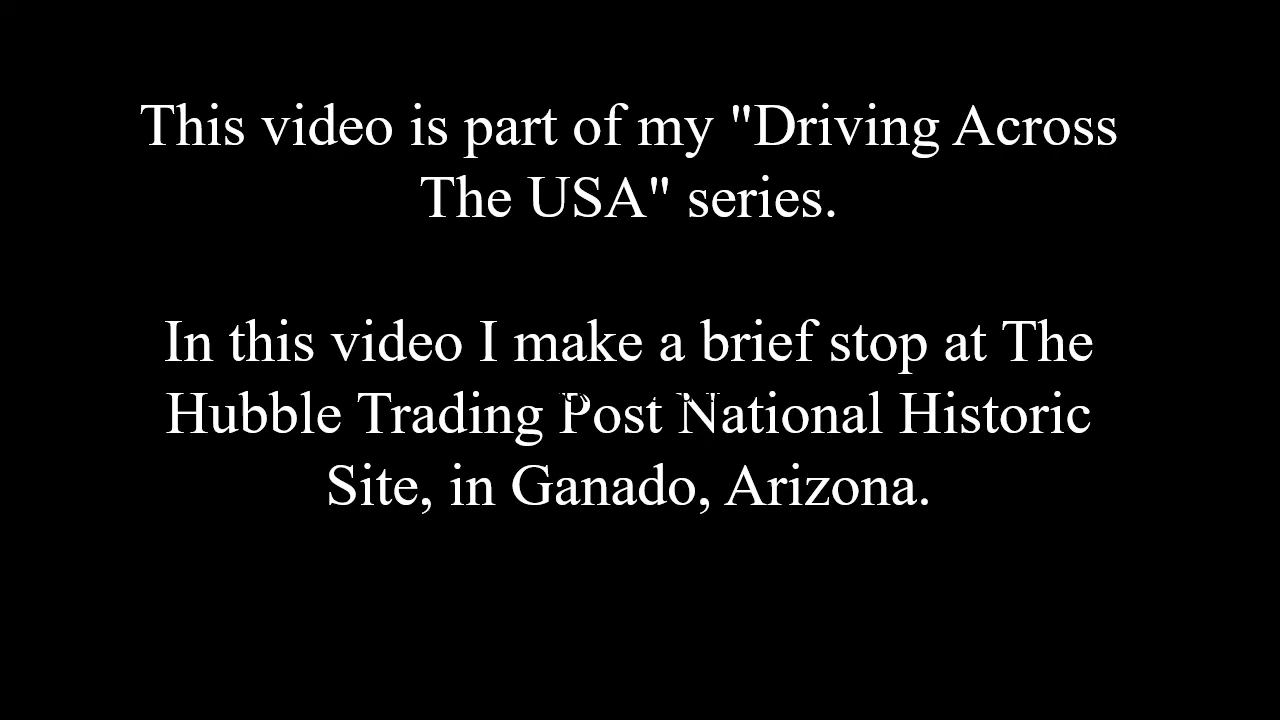 This video is part of my "Driving Across
The USA" series.
In this video I make a brief stop at The
Hubble Trading Post National Historic
Site, in Ganado, Arizona.